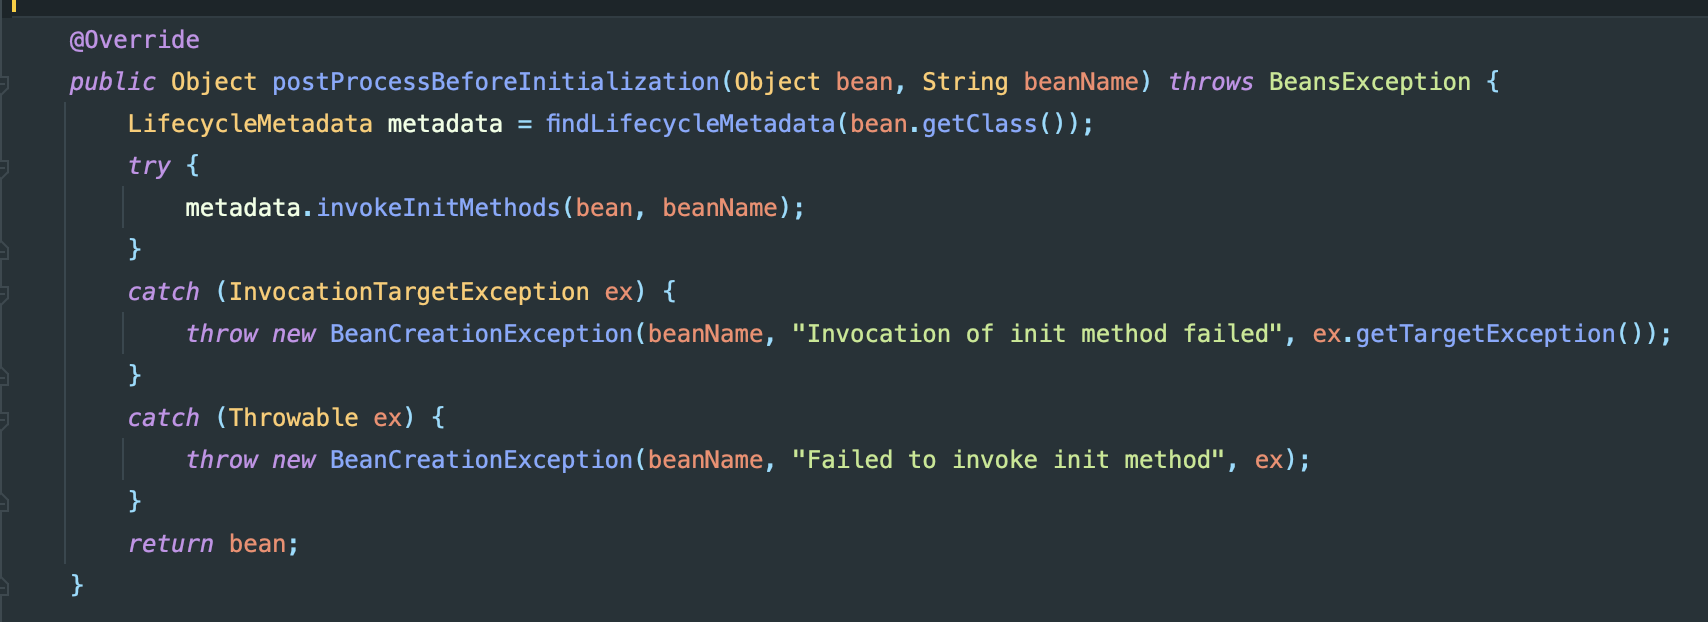 @Override
public Object postProcessBeforeInitialization(Object bean, String beanName) throws BeansException {
LifecycleMetadata metadata = findLifecycleMetadata(bean.getClass());
try {
metadata.invokeInitMethods(bean, beanName);
}
catch (InvocationTargetException ex) {
throw new BeanCreationException(beanName, "Invocation of init method failed", ex.getTargetException());
}
catch (Throwable ex) {
throw new BeanCreationException(beanName, "Failed to invoke init method", ex);
}
return bean;
}